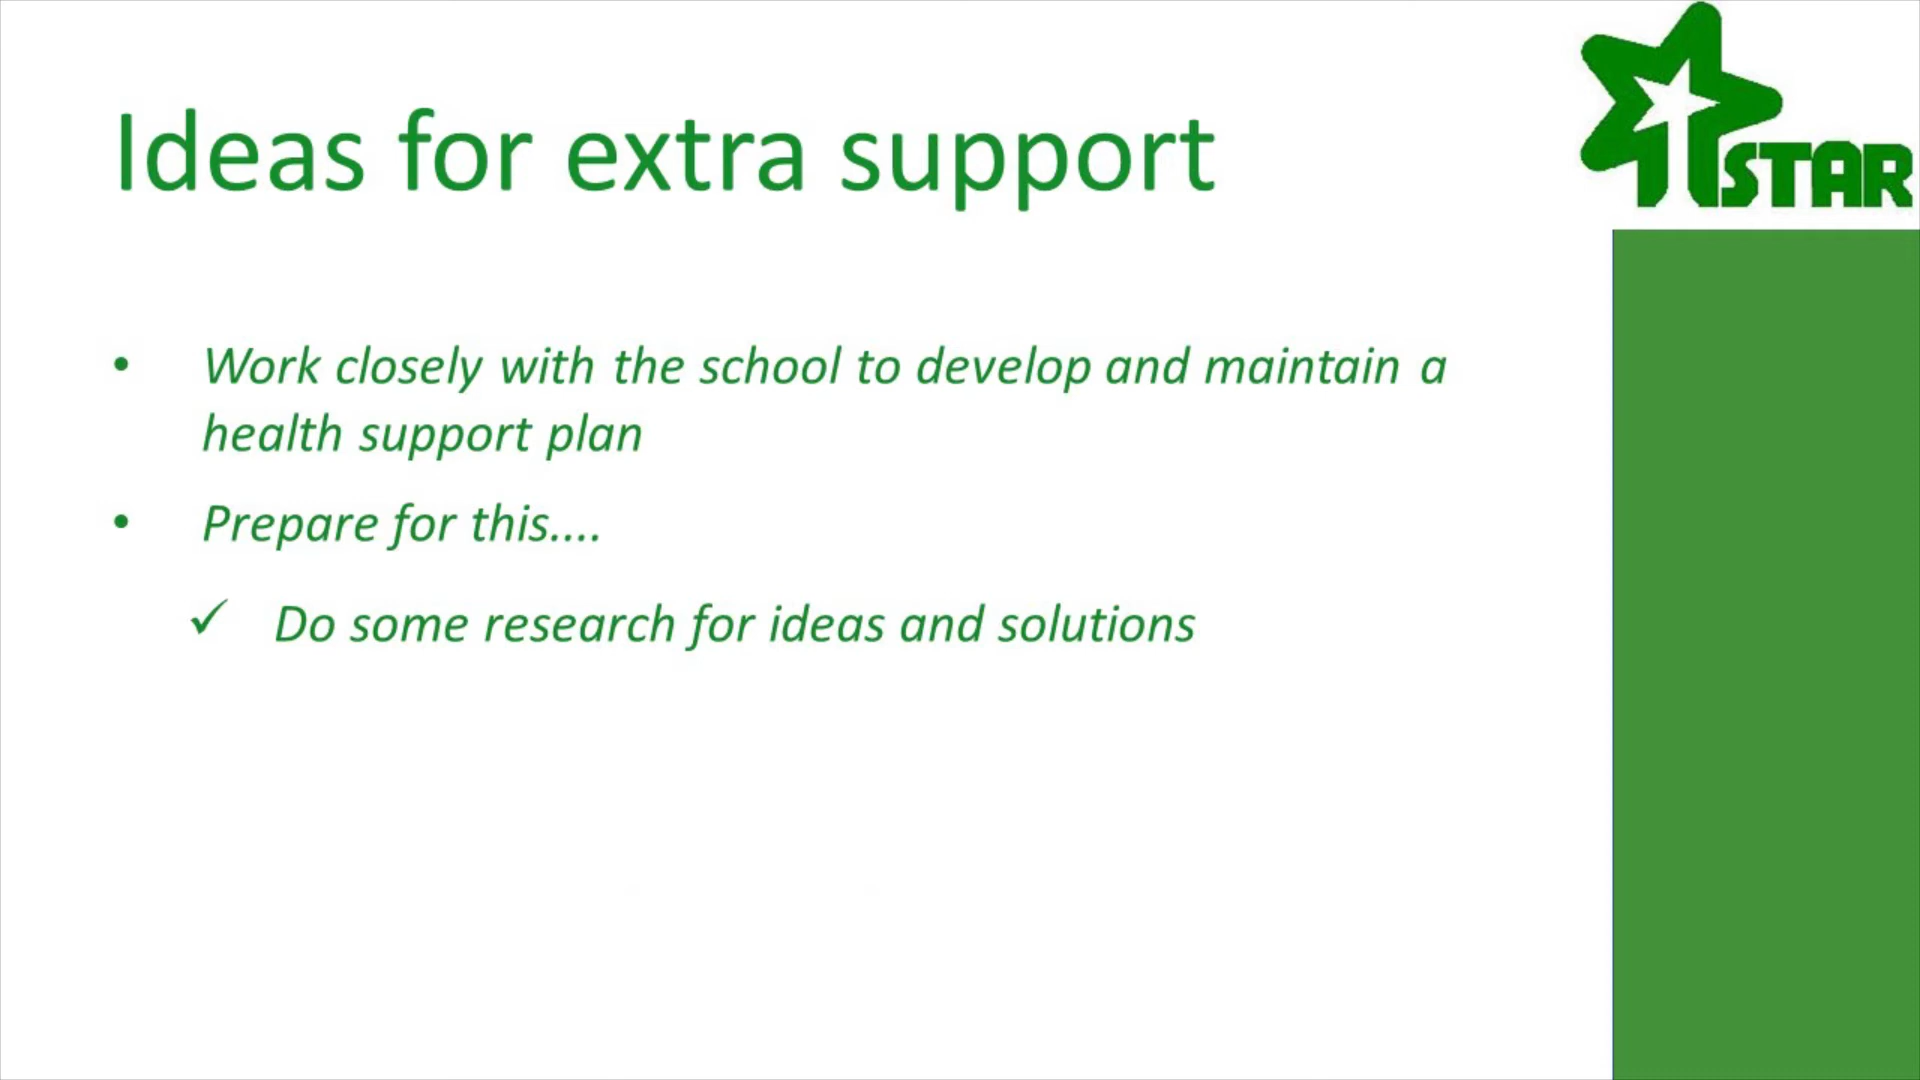 Ideas for extra support
STAR
• Work closely with the school to develop and maintain a
health support plan
• Prepare for this....
✓ Do some research for ideas and solutions